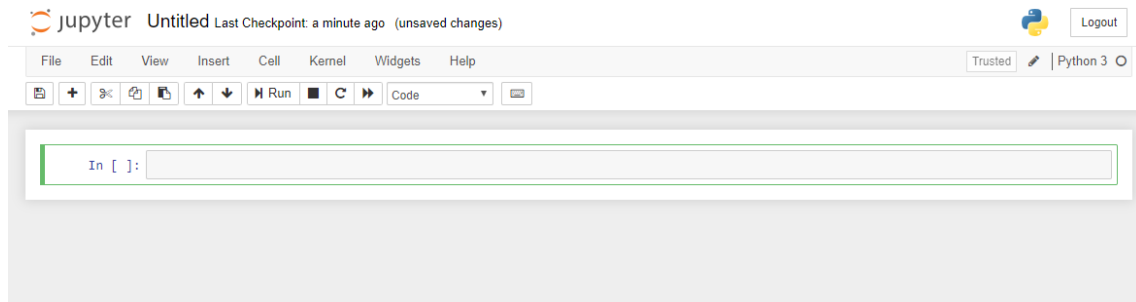 jupyter Untitled Last Checkpoint: a minute ago (unsaved changes) Logout
File Edit View Insert Cell Kernel Widgets Help Trusted Python 3
Run Code
In [ ]: